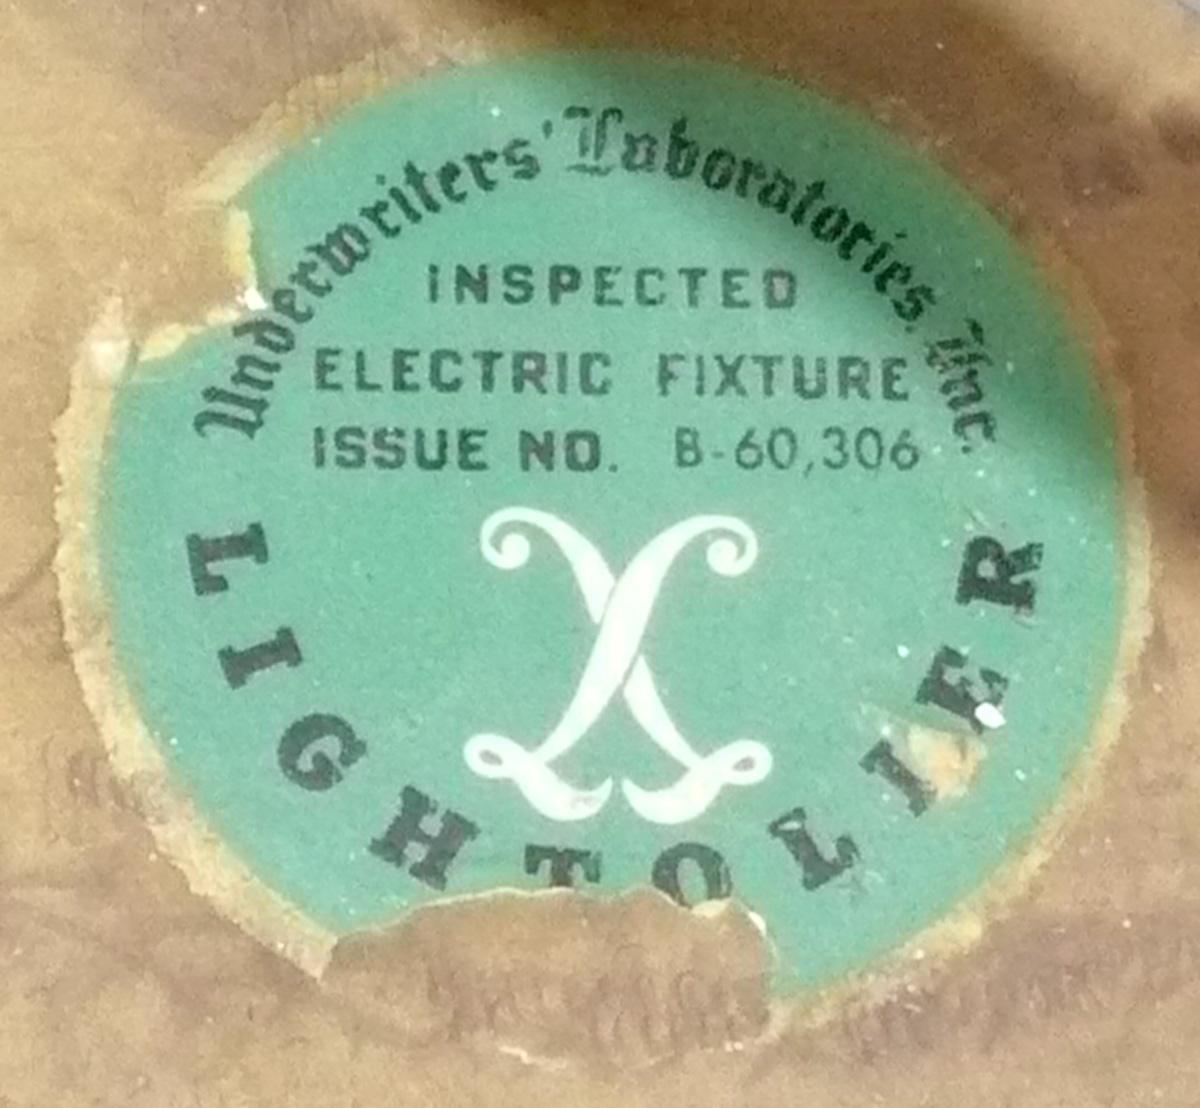 Underwriters' Laboratories, Inc.
INSPECTED
ELECTRIC FIXTURE
ISSUE NO. B-60,306
LIGHTOLIER